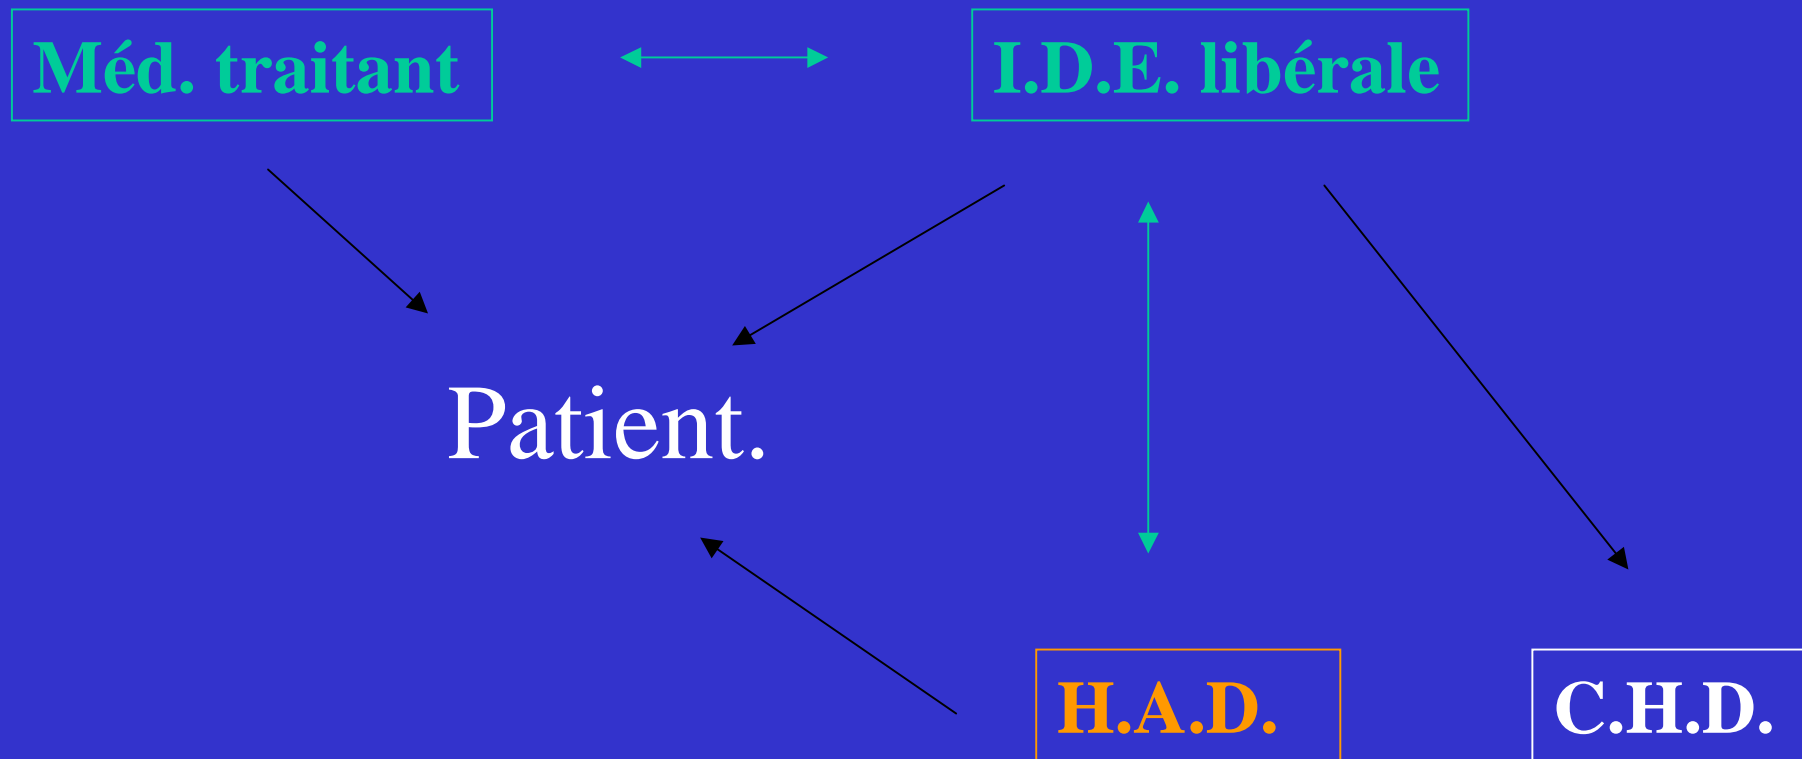 Méd. traitant
I.D.E. libérale
Patient.
H.A.D.
C.H.D.